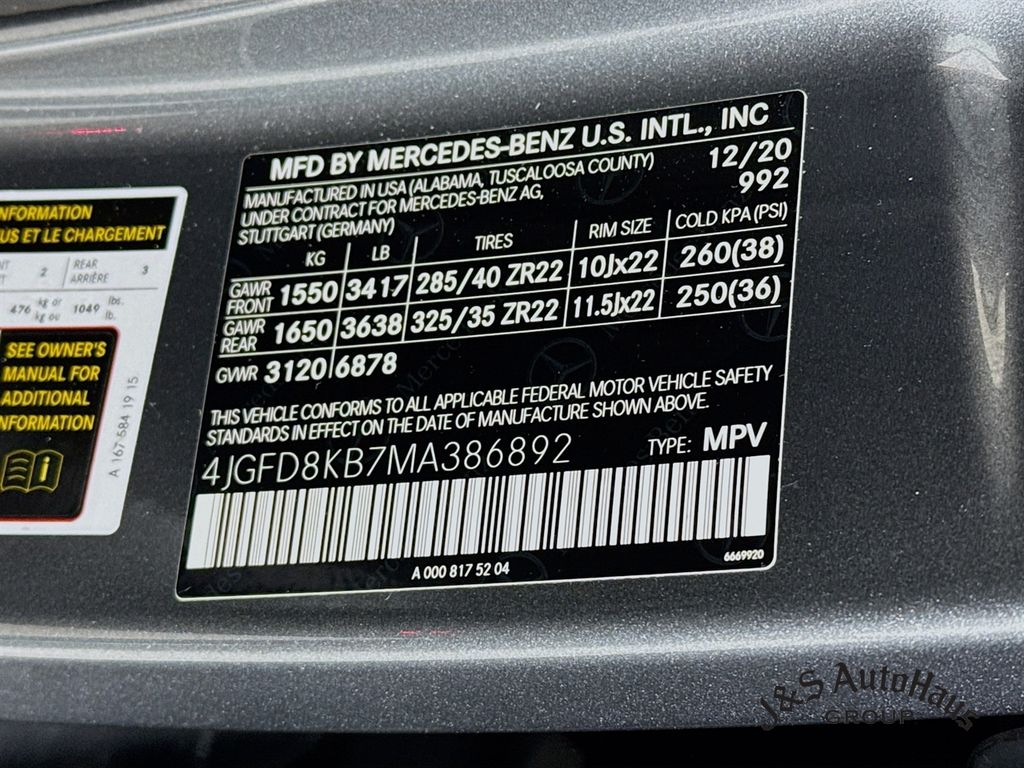 MFD BY MERCEDES-BENZ U.S. INTL., INC
MANUFACTURED IN USA (ALABAMA, TUSCALOOSA COUNTY) 12/20
UNDER CONTRACT FOR MERCEDES-BENZ AG, 992
STUTTGART (GERMANY)
KG LB TIRES RIM SIZE COLD KPA (PSI)
GAWR FRONT 1550 3417 285/40 ZR22 10Jx22 260(38)
GAWR REAR 1650 3638 325/35 ZR22 11.5Jx22 250(36)
GVWR 3120 6878
THIS VEHICLE CONFORMS TO ALL APPLICABLE FEDERAL MOTOR VEHICLE SAFETY
STANDARDS IN EFFECT ON THE DATE OF MANUFACTURE SHOWN ABOVE.
4JGFD8KB7MA386892 TYPE: MPV
6669920
A 000 817 52 04
NFORMATION
US ET LE CHARGEMENT
2 REAR ARRIÈRE 3
476 kg or kg ou 1049 lbs. lb.
SEE OWNER'S
MANUAL FOR
ADDITIONAL
NFORMATION
A 167 584 19 15
J&S AutoHaus
GROUP